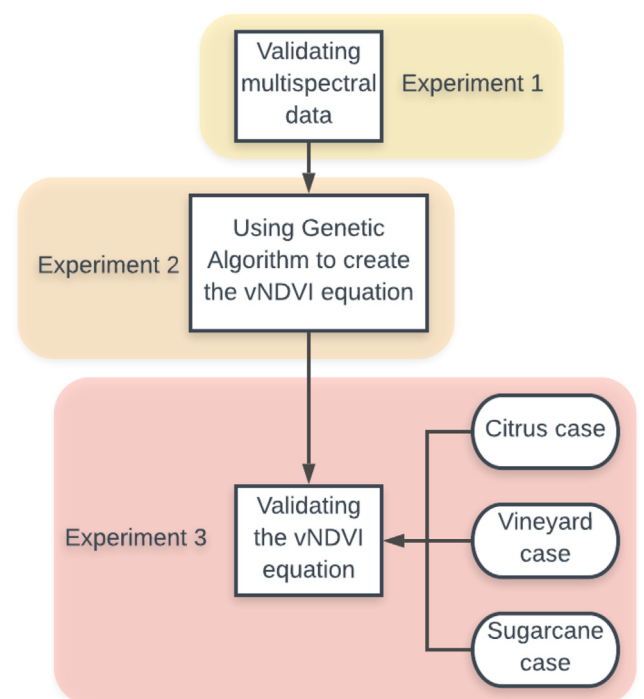 Validating
multispectral
data
Experiment 1
Experiment 2
Using Genetic
Algorithm to create
the vNDVI equation
Experiment 3
Validating
the vNDVI
equation
Citrus case
Vineyard
case
Sugarcane
case